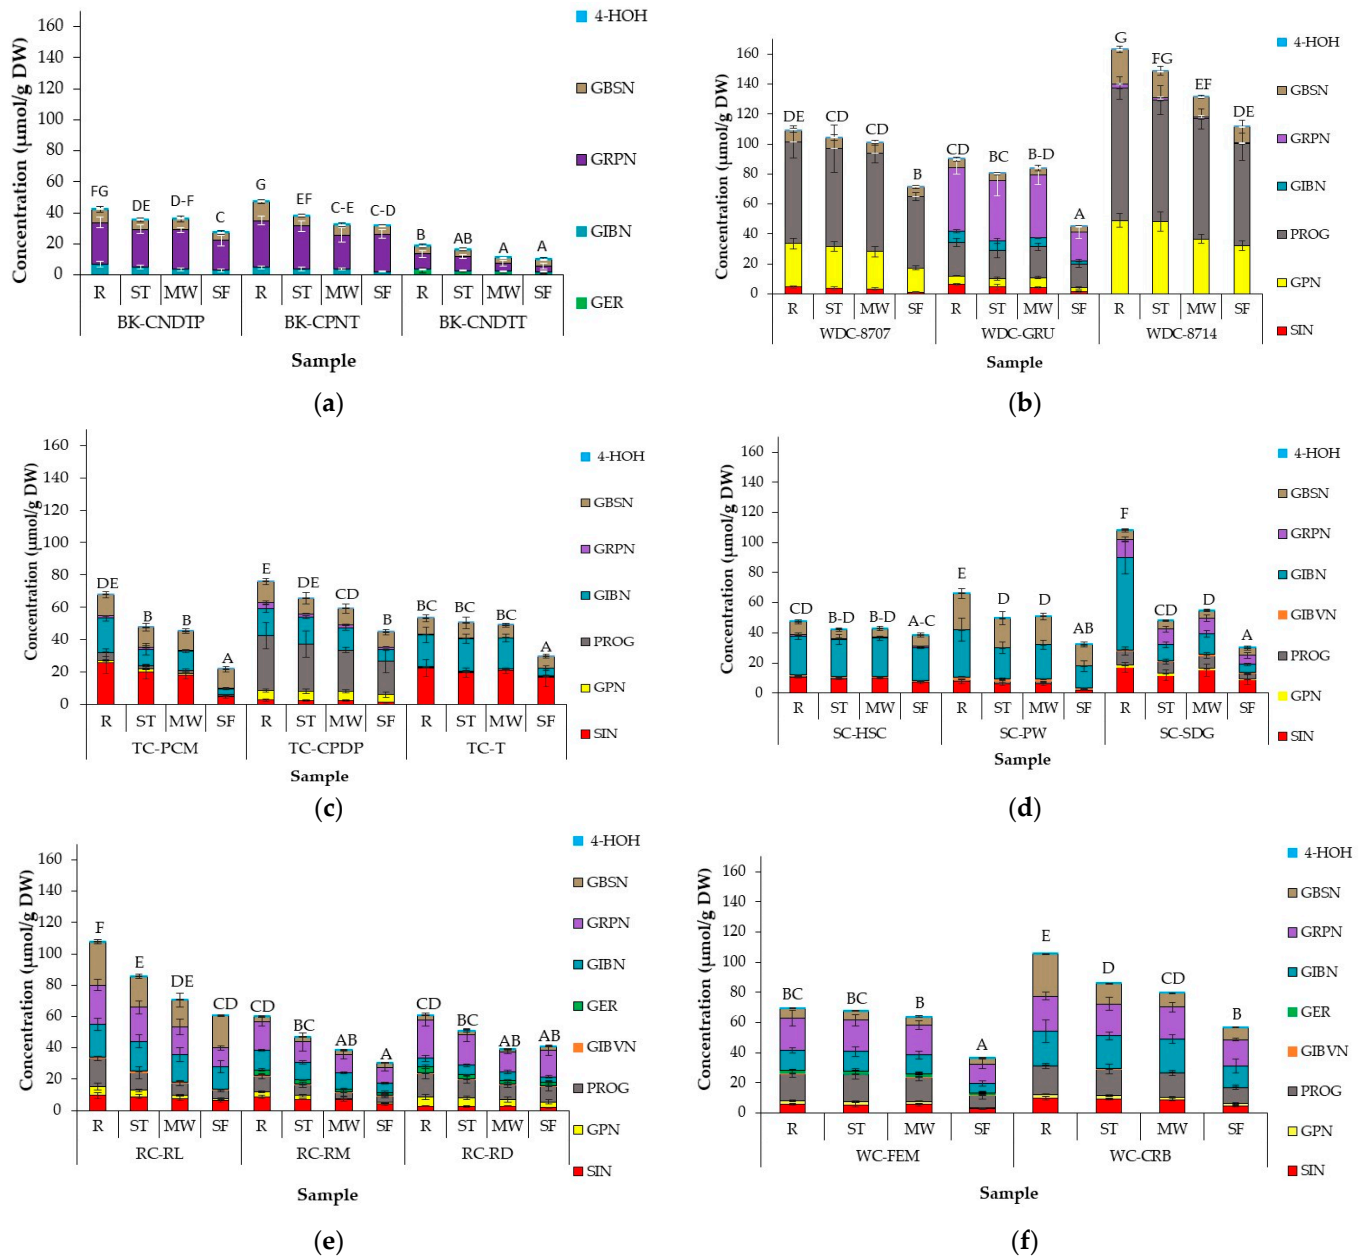 Concentration (µmol/g DW)
160
140
120
100
80
60
40
20
0
FG
DE
D-F
C
G
EF
C-E
C-D
B
AB
A
A
R ST MW SF R ST MW SF R ST MW SF
BK-CNDTP BK-CPNT BK-CNDTT
Sample
4-HOH
GBSN
GRPN
GIBN
GER
(a)
Concentration (µmol/g DW)
160
140
120
100
80
60
40
20
0
DE
CD
CD
B
CD
BC
B-D
A
G
FG
EF
DE
R ST MW SF R ST MW SF R ST MW SF
WDC-8707 WDC-GRU WDC-8714
Sample
4-HOH
GBSN
GRPN
GIBN
PROG
GPN
SIN
(b)
Concentration (µmol/g DW)
160
140
120
100
80
60
40
20
0
DE
B
B
A
E
DE
CD
B
BC
BC
BC
A
R ST MW SF R ST MW SF R ST MW SF
TC-PCM TC-CPDP TC-T
Sample
4-HOH
GBSN
GRPN
GIBN
PROG
GPN
SIN
(c)
Concentration (µmol/g DW)
160
140
120
100
80
60
40
20
0
CD
B-D
B-D
A-C
E
D
D
AB
F
CD
D
A
R ST MW SF R ST MW SF R ST MW SF
SC-HSC SC-PW SC-SDG
Sample
4-HOH
GBSN
GRPN
GIBN
GIBVN
PROG
GPN
SIN
(d)
Concentration (µmol/g DW)
160
140
120
100
80
60
40
20
0
F
E
DE
CD
CD
BC
AB
A
CD
BC
AB
AB
R ST MW SF R ST MW SF R ST MW SF
RC-RL RC-RM RC-RD
Sample
4-HOH
GBSN
GRPN
GIBN
GER
GIBVN
PROG
GPN
SIN
(e)
Concentration (µmol/g DW)
160
140
120
100
80
60
40
20
0
BC
BC
B
A
E
D
CD
B
R ST MW SF R ST MW SF
WC-FEM WC-CRB
Sample
4-HOH
GBSN
GRPN
GIBN
GER
GIBVN
PROG
GPN
SIN
(f)